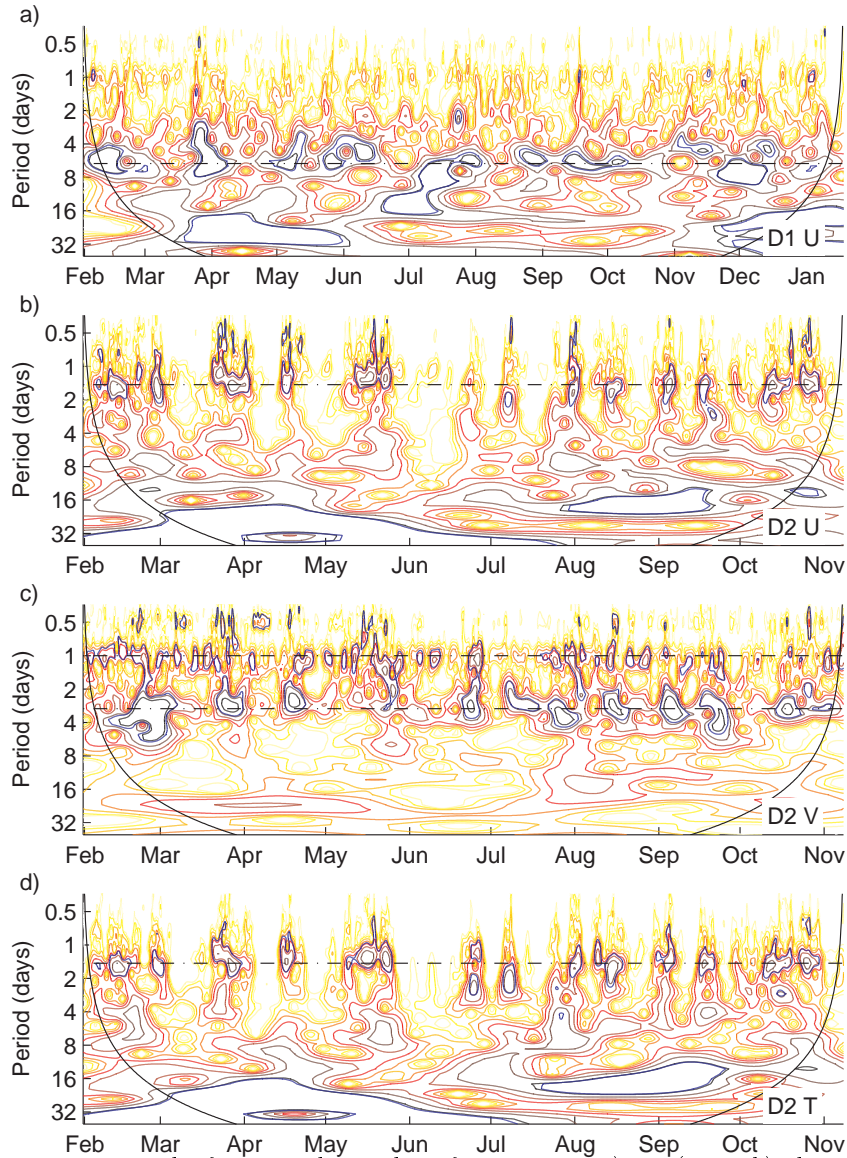 a)
0.5
1
2
4
8
16
32
Period (days)
D1 U
Feb Mar Apr May Jun Jul Aug Sep Oct Nov Dec Jan
b)
0.5
1
2
4
8
16
32
Period (days)
D2 U
Feb Mar Apr May Jun Jul Aug Sep Oct Nov
c)
0.5
1
2
4
8
16
32
Period (days)
D2 V
Feb Mar Apr May Jun Jul Aug Sep Oct Nov
d)
0.5
1
2
4
8
16
32
Period (days)
D2 T
Feb Mar Apr May Jun Jul Aug Sep Oct Nov